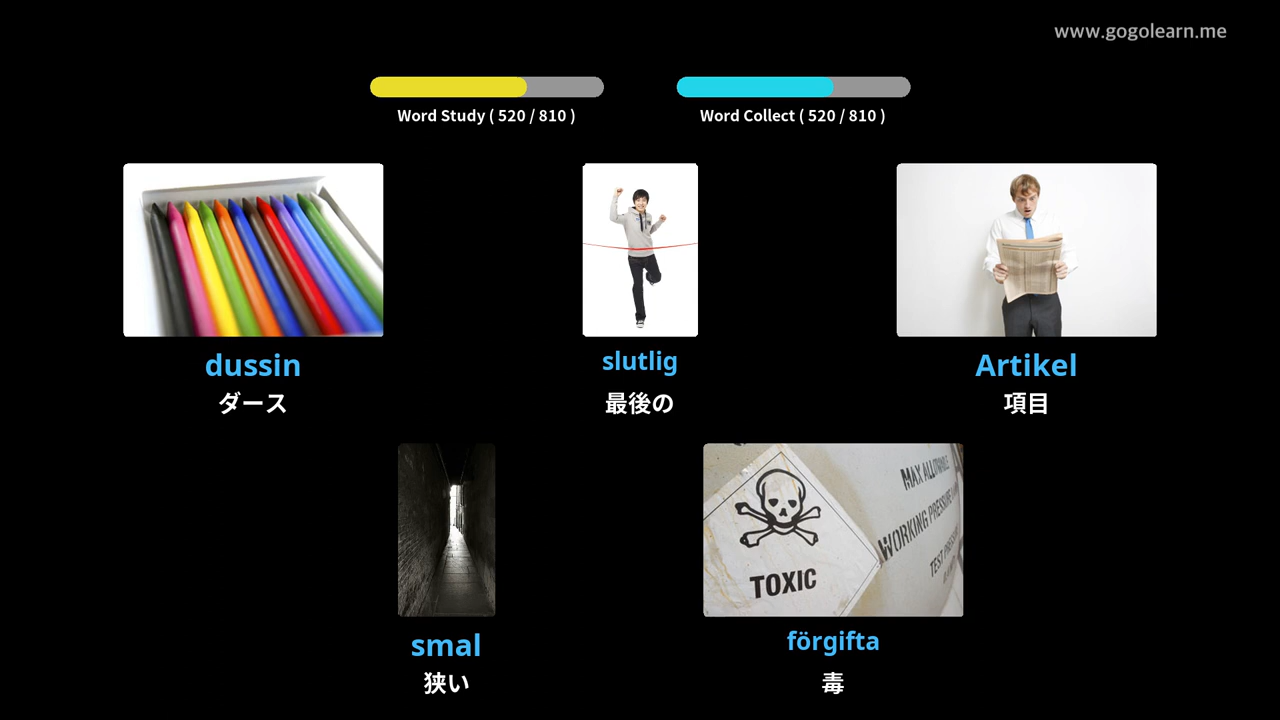 www.gogolearn.me
Word Study ( 520 / 810 )
Word Collect ( 520 / 810 )
dussin
ダース
slutlig
最後の
Artikel
項目
smal
狭い
TOXIC
MAX ALLOWABLE
WORKING PRESSURE
TEST PRESSURE
förgifta
毒